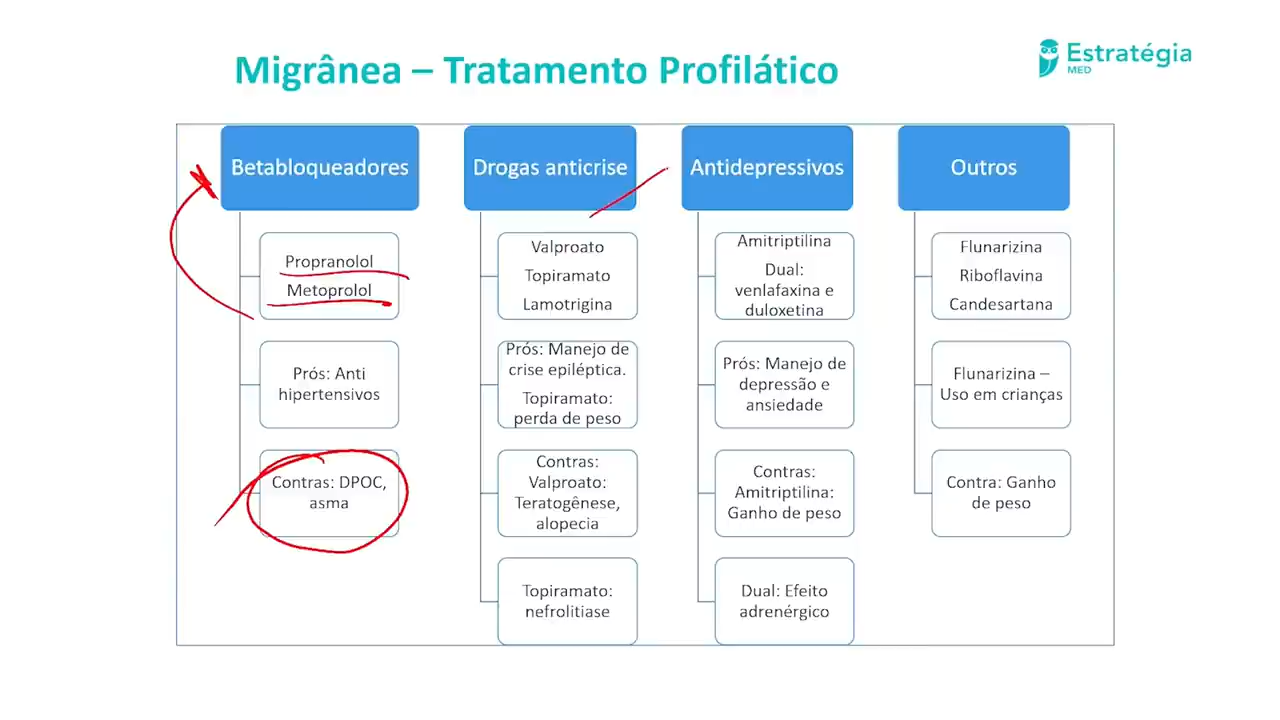 Migrânea – Tratamento Profilático
Estratégia
MED
Betabloqueadores
Propranolol
Metoprolol
Prós: Anti
hipertensivos
Contras: DPOC,
asma
Drogas anticrise
Valproato
Topiramato
Lamotrigina
Prós: Manejo de
crise epiléptica.
Topiramato:
perda de peso
Contras:
Valproato:
Teratogênese,
alopecia
Topiramato:
nefrolitiase
Antidepressivos
Amitriptilina
Dual:
venlafaxina e
duloxetina
Prós: Manejo de
depressão e
ansiedade
Contras:
Amitriptilina:
Ganho de peso
Dual: Efeito
adrenérgico
Outros
Flunarizina
Riboflavina
Candesartana
Flunarizina –
Uso em crianças
Contra: Ganho
de peso